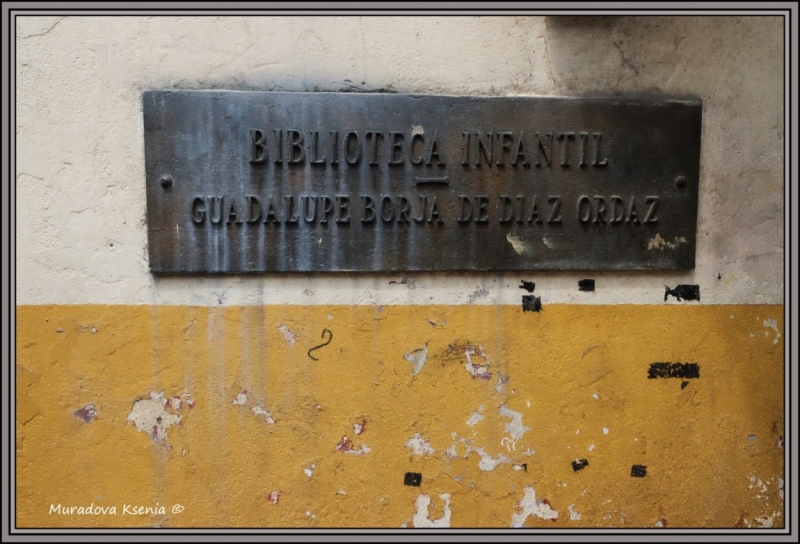 BIBLIOTECA INFANTIL
GUADALUPE BORJA DE DIAZ ORDAZ
Muradova Ksenia ©